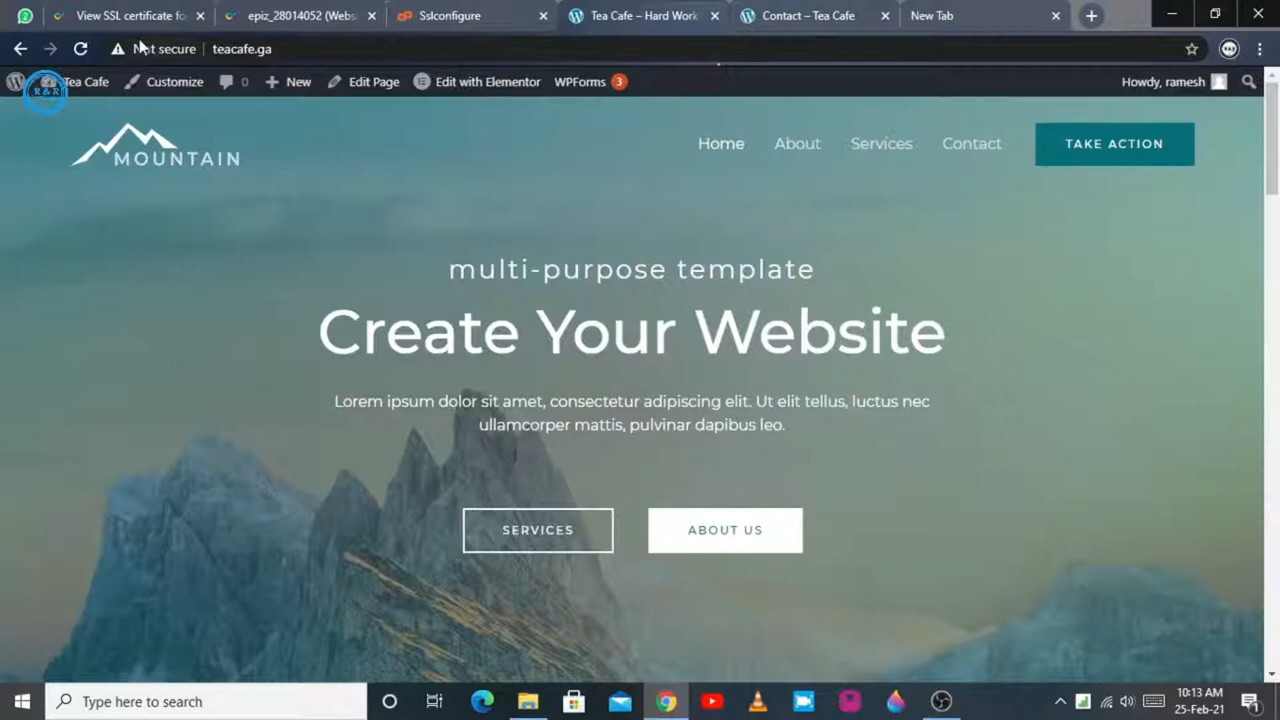 2 View SSL certificate fo epiz_28014052 (Webs Sslconfigure Tea Cafe – Hard Work Contact – Tea Cafe New Tab
Not secure teacafe.ga
R&R Tea Cafe Customize 0 New Edit Page Edit with Elementor WPForms 3 Howdy, ramesh
MOUNTAIN Home About Services Contact TAKE ACTION
multi-purpose template
Create Your Website
Lorem ipsum dolor sit amet, consectetur adipiscing elit. Ut elit tellus, luctus nec
ullamcorper mattis, pulvinar dapibus leo.
SERVICES ABOUT US
Type here to search 10:13 AM
25-Feb-21 1